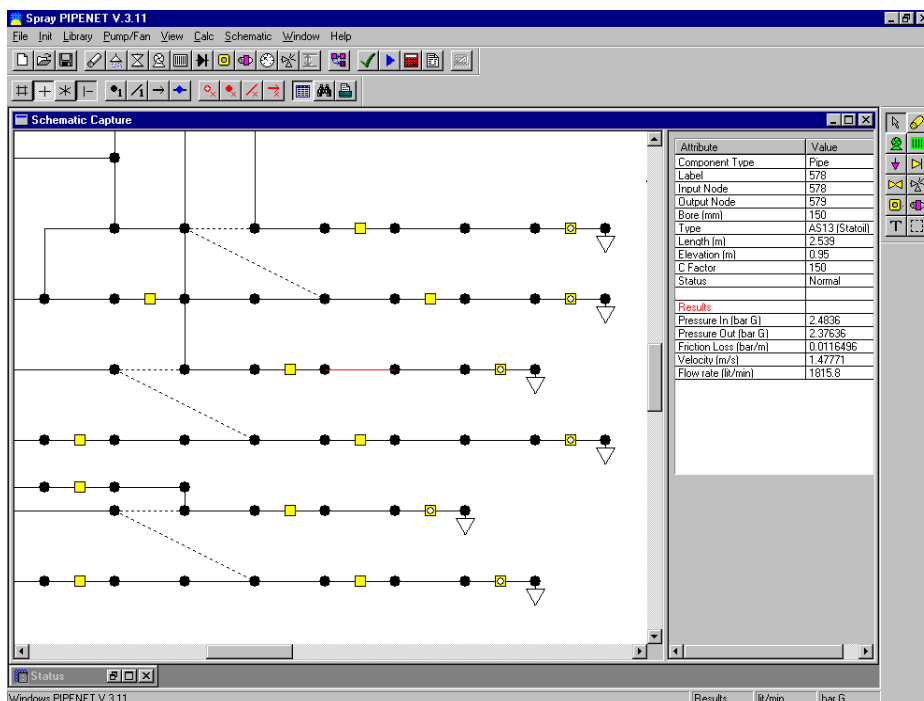 Spray PIPENET V.3.11
File Init Library Pump/Fan View Calc Schematic Window Help
Schematic Capture
Attribute Value
Component Type Pipe
Label 578
Input Node 578
Output Node 579
Bore (mm) 150
Type AS13 (Statoil)
Length (m) 2.539
Elevation (m) 0.95
C Factor 150
Status Normal
Results
Pressure In (bar G) 2.4836
Pressure Out (bar G) 2.37636
Friction Loss (bar/m) 0.0116496
Velocity (m/s) 1.47771
Flow rate (lit/min) 1815.8
T
Status
Windows PIPENET V 3.11 Results lit/min bar G